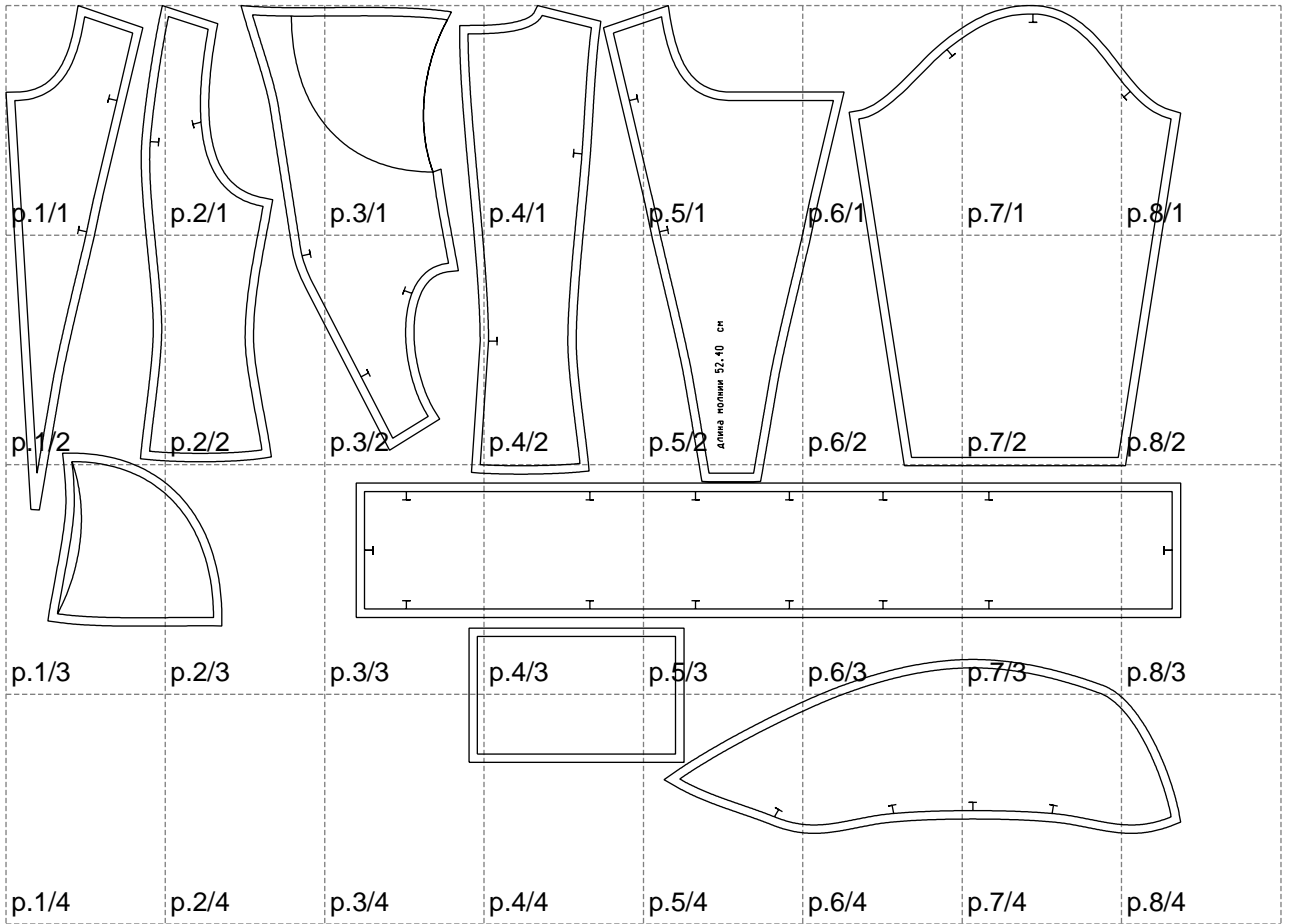 p.1/1 p.2/1 p.3/1 p.4/1 p.5/1 p.6/1 p.7/1 p.8/1
длина молнии 52.40 см
p.1/2 p.2/2 p.3/2 p.4/2 p.5/2 p.6/2 p.7/2 p.8/2
p.1/3 p.2/3 p.3/3 p.4/3 p.5/3 p.6/3 p.7/3 p.8/3
p.1/4 p.2/4 p.3/4 p.4/4 p.5/4 p.6/4 p.7/4 p.8/4